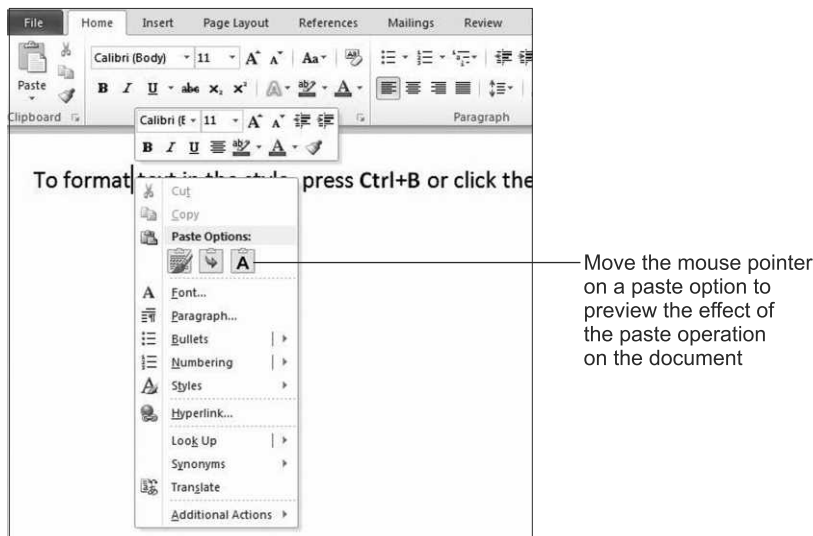 File Home Insert Page Layout References Mailings Review
Calibri (Body) 11 A A Aa
Paste B I U abc X₂ X² A ab A
Clipboard Paragraph
Calibri (E 11 A A
B I U ab A
To format text in the style, press Ctrl+B or click the
Cut
Copy
Paste Options:
A
Font...
Paragraph...
Bullets
Numbering
Styles
Hyperlink...
Look Up
Synonyms
Translate
Additional Actions
Move the mouse pointer
on a paste option to
preview the effect of
the paste operation
on the document